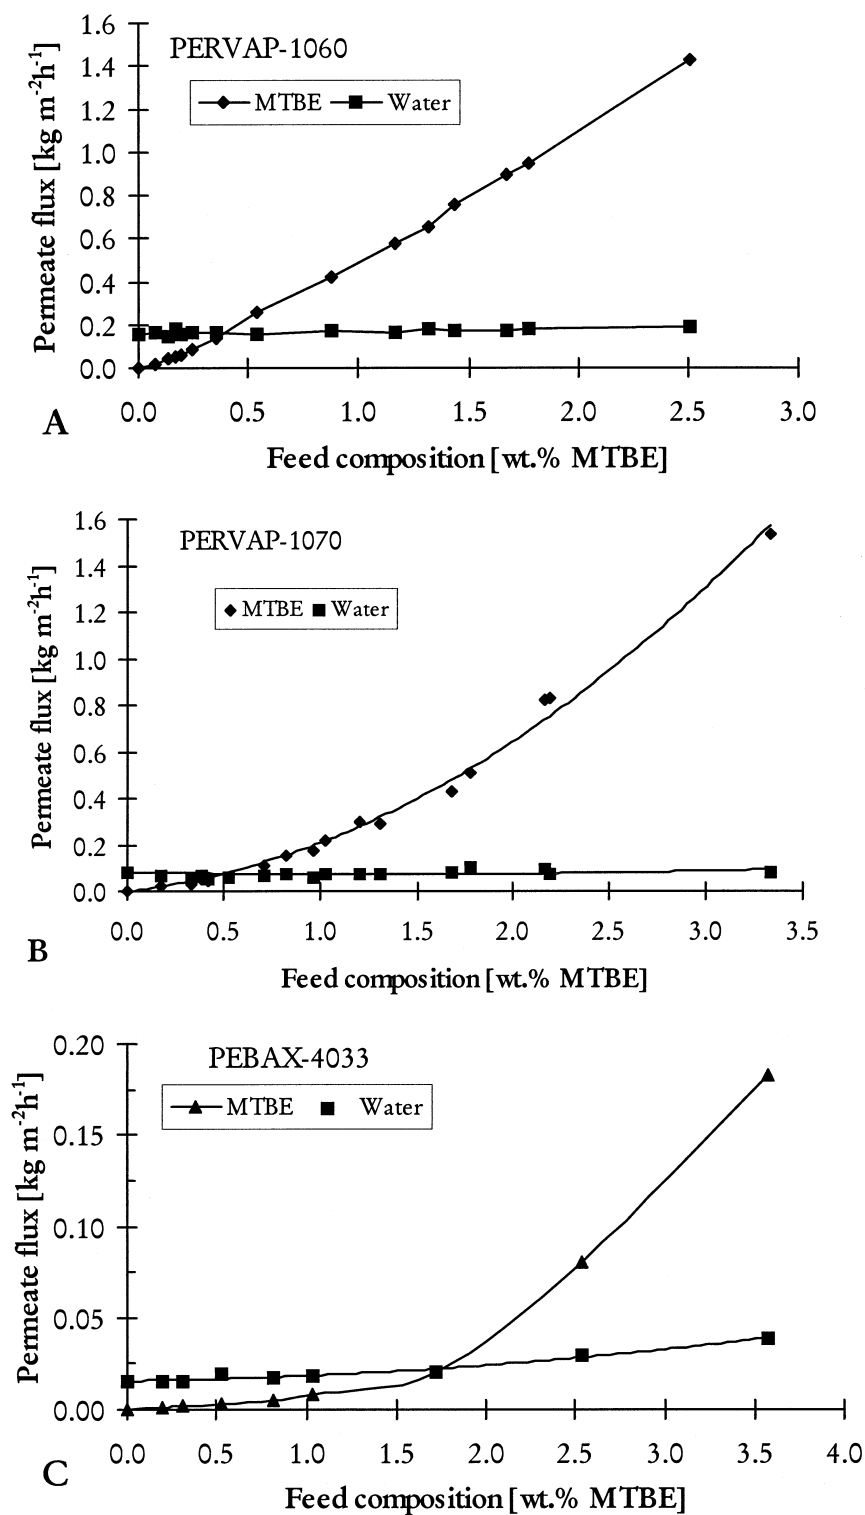 PERVAP-1060
MTBE Water
Permeate flux [kg m-2h-1]
1.6
1.4
1.2
1.0
0.8
0.6
0.4
0.2
0.0
0.0 0.5 1.0 1.5 2.0 2.5 3.0
A
Feed composition [wt.% MTBE]
PERVAP-1070
MTBE Water
Permeate flux [kg m-2h-1]
1.6
1.4
1.2
1.0
0.8
0.6
0.4
0.2
0.0
0.0 0.5 1.0 1.5 2.0 2.5 3.0 3.5
B
Feed composition [wt.% MTBE]
PEBAX-4033
MTBE Water
Permeate flux [kg m-2h-1]
0.20
0.15
0.10
0.05
0.00
0.0 0.5 1.0 1.5 2.0 2.5 3.0 3.5 4.0
C
Feed composition [wt.% MTBE]